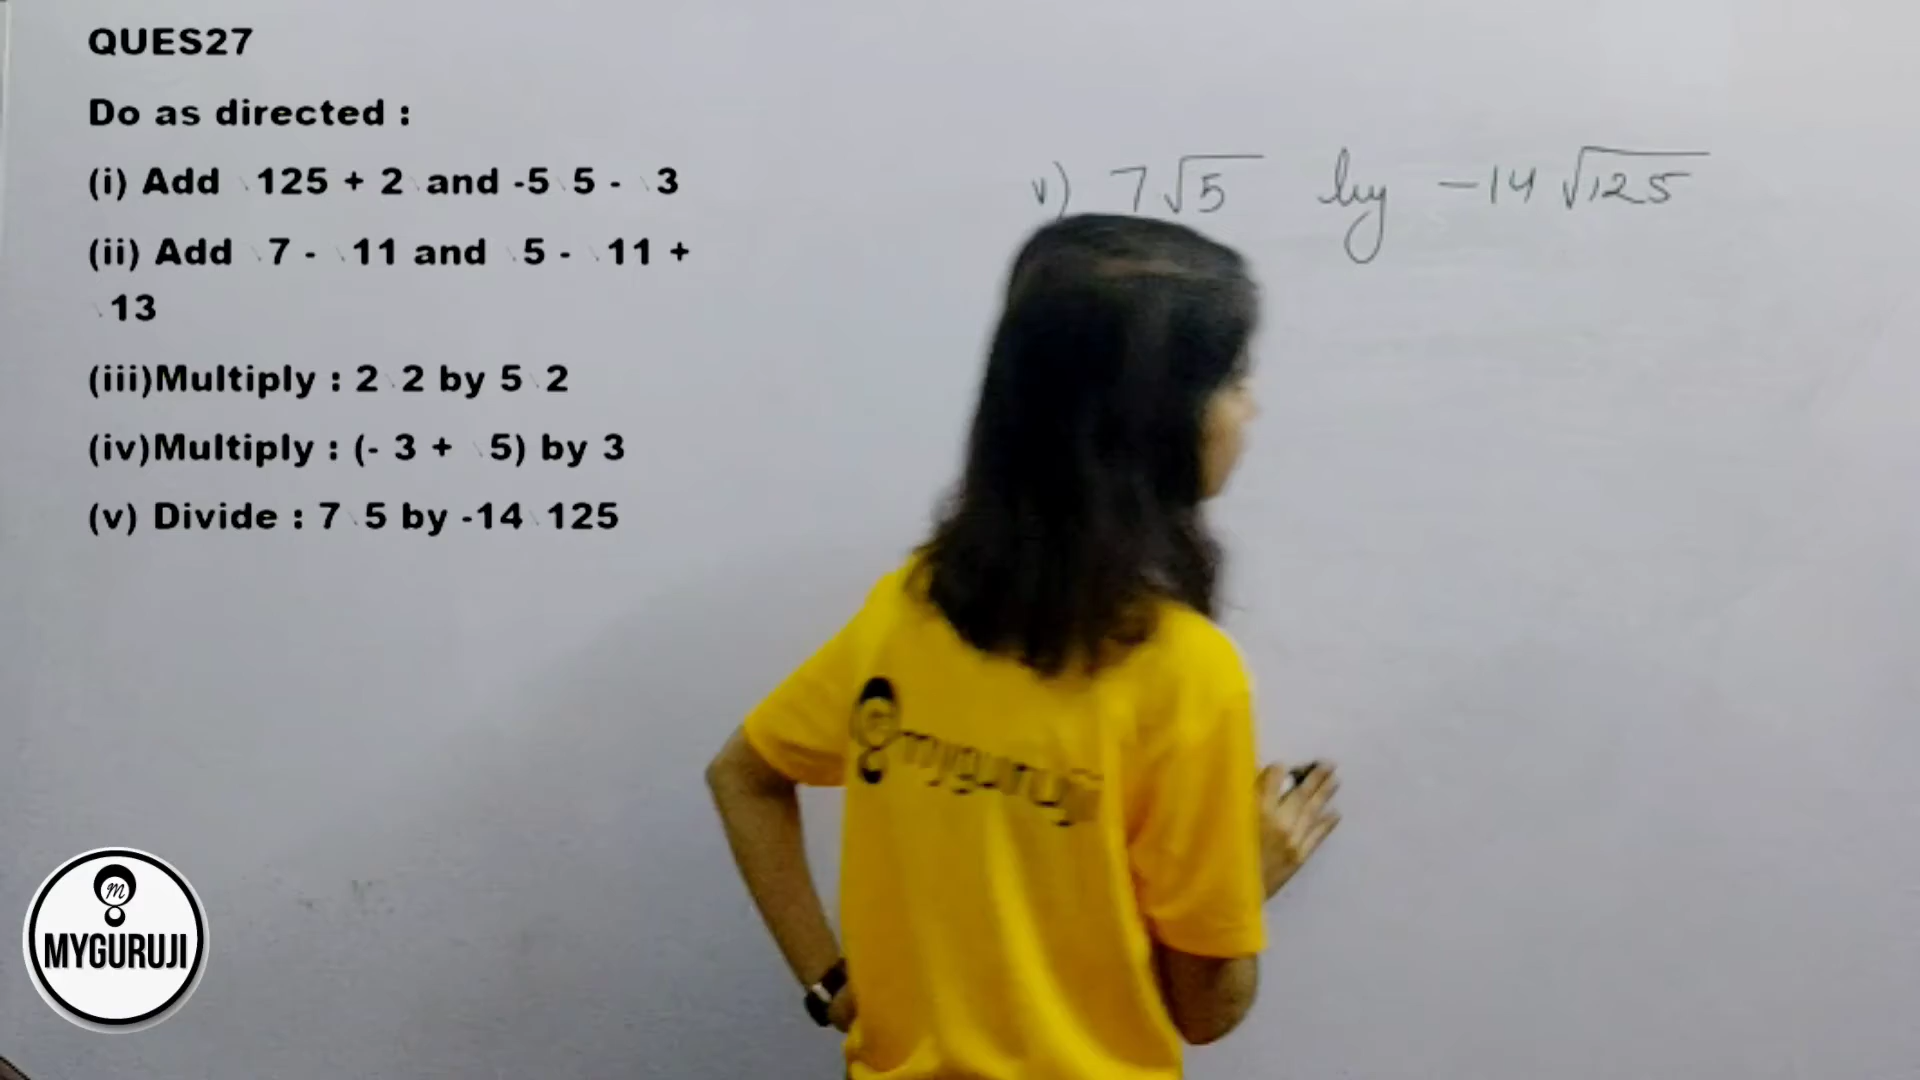 QUES27
Do as directed :
(i) Add \125 + 2\ and -5\5 - \3
(ii) Add \7 - \11 and \5 - \11 +
\13
(iii)Multiply : 2\2 by 5\2
(iv)Multiply : (- 3 + \5) by 3
(v) Divide : 7\5 by -14\125
v) 7√5 by -14√125
myguruji
m
MYGURUJI